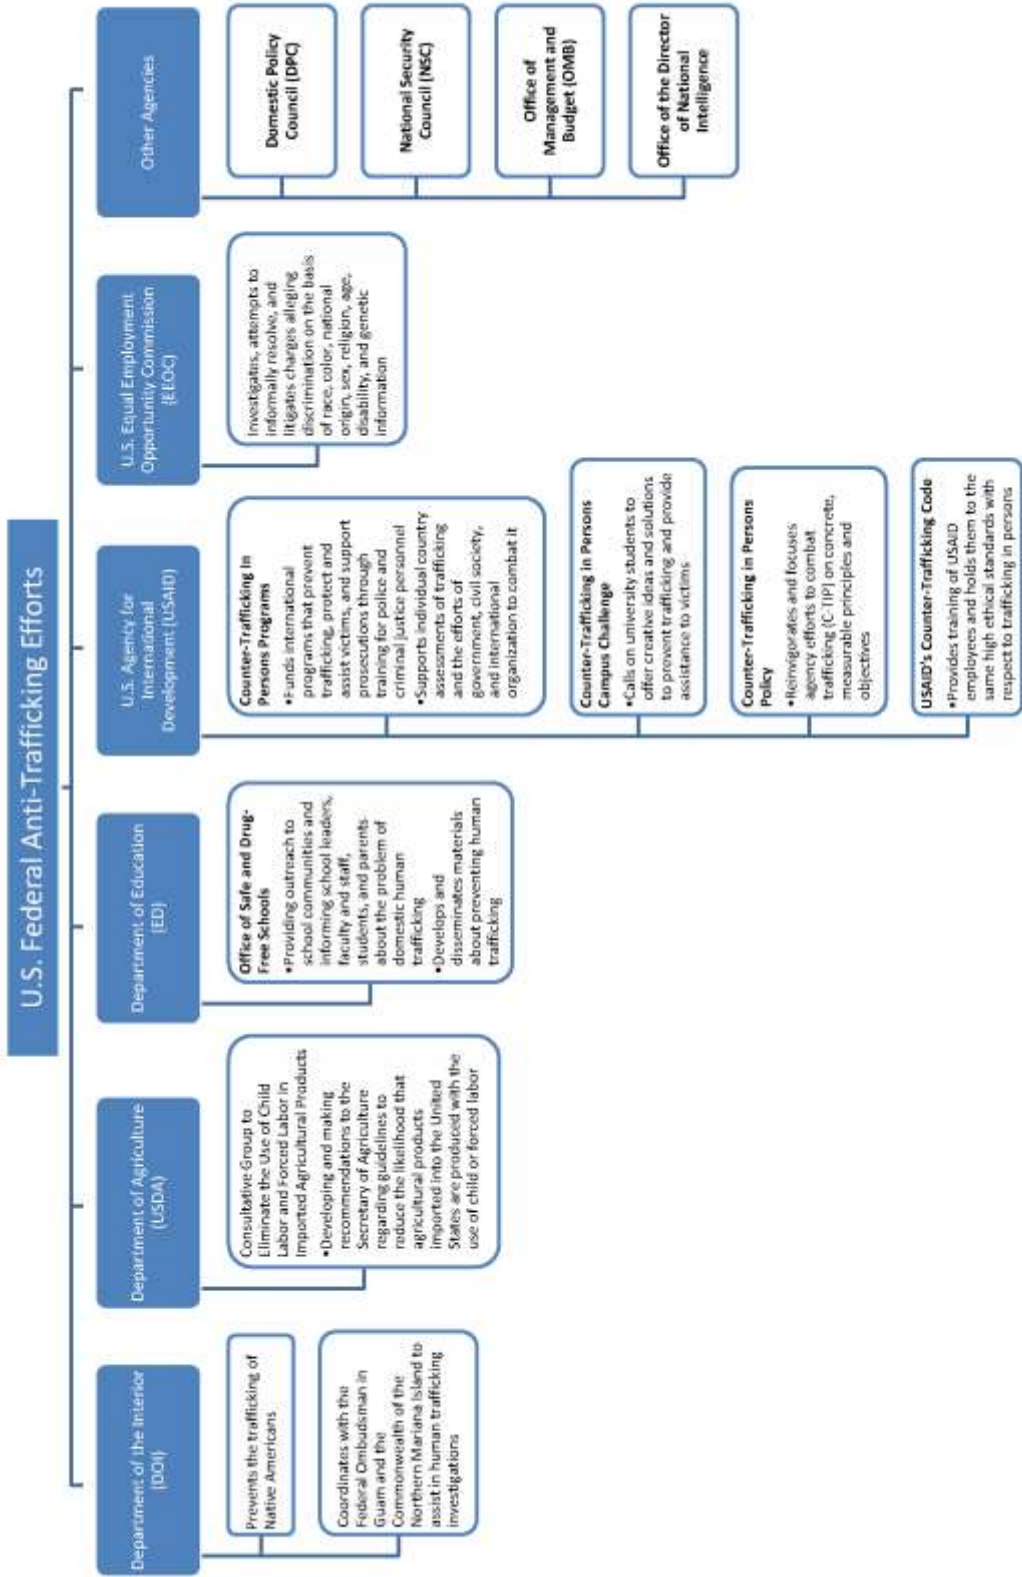 U.S. Federal Anti-Trafficking Efforts
Department of the Interior
(DOI)
Prevents the trafficking of
Native Americans
Coordinates with the
Federal Ombudsman in
Guam and the
Commonwealth of the
Northern Mariana Island to
assist in human trafficking
investigations
Department of Agriculture
(USDA)
Consultative Group to
Eliminate the Use of Child
Labor and Forced Labor in
Imported Agricultural Products
•Developing and making
recommendations to the
Secretary of Agriculture
regarding guidelines to
reduce the likelihood that
agricultural products
imported into the United
States are produced with the
use of child or forced labor
Department of Education
(ED)
Office of Safe and Drug-
Free Schools
•Providing outreach to
school communities and
informing school leaders,
faculty and staff,
students, and parents
about the problem of
domestic human
trafficking
•Develops and
disseminates materials
about preventing human
trafficking
U.S. Agency for
International
Development (USAID)
Counter-Trafficking In
Persons Programs
•Funds international
programs that prevent
trafficking, protect and
assist victims, and support
prosecutions through
training for police and
criminal justice personnel
•Supports individual country
assessments of trafficking
and the efforts of
government, civil society,
and international
organization to combat it
Counter-Trafficking in Persons
Campus Challenge
•Calls on university students to
offer creative ideas and solutions
to prevent trafficking and provide
assistance to victims
Counter-Trafficking in Persons
Policy
•Reinvigorates and focuses
agency efforts to combat
trafficking (C-TIP) on concrete,
measurable principles and
objectives
USAID's Counter-Trafficking Code
•Provides training of USAID
employees and holds them to the
same high ethical standards with
respect to trafficking in persons
U.S. Equal Employment
Opportunity Commission
(EEOC)
Investigates, attempts to
informally resolve, and
litigates charges alleging
discrimination on the basis
of race, color, national
origin, sex, religion, age,
disability, and genetic
information
Other Agencies
Domestic Policy
Council (DPC)
National Security
Council (NSC)
Office of
Management and
Budget (OMB)
Office of the Director
of National
Intelligence